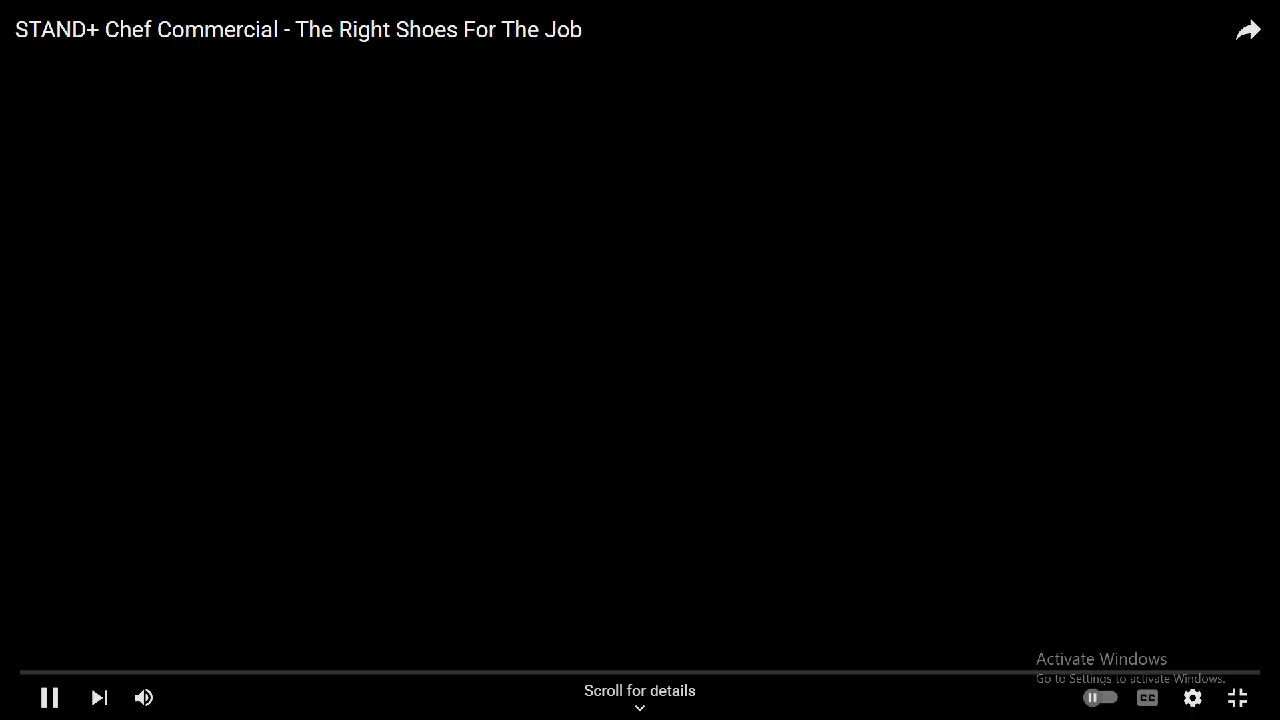 STAND+ Chef Commercial - The Right Shoes For The Job
Activate Windows
Go to Settings to activate Windows.
Scroll for details
CC